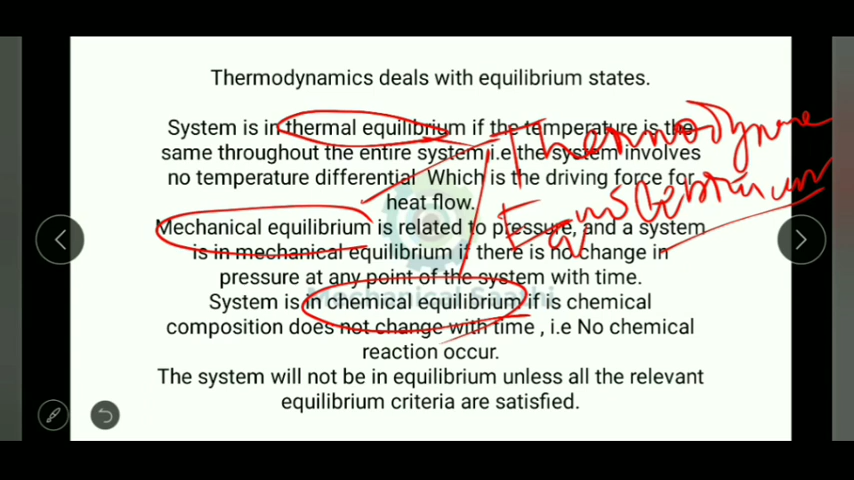 Thermodynamics deals with equilibrium states.
System is in thermal equilibrium if the temperature is the
same throughout the entire system i.e the system involves
no temperature differential Which is the driving force for
heat flow.
Mechanical equilibrium is related to pressure, and a system
is in mechanical equilibrium if there is no change in
pressure at any point of the system with time.
System is in chemical equilibrium if is chemical
composition does not change with time , i.e No chemical
reaction occur.
The system will not be in equilibrium unless all the relevant
equilibrium criteria are satisfied.
Mechanical Saathi